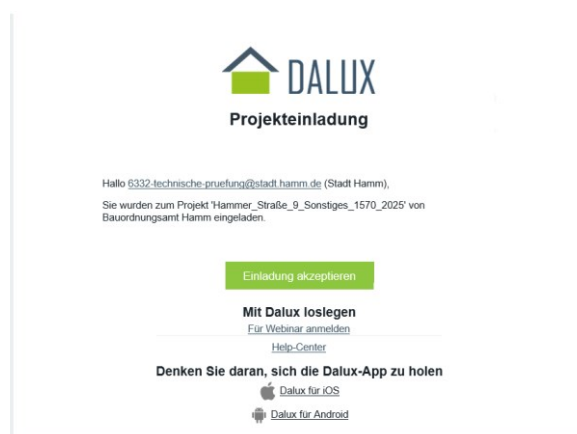 DALUX
Projekteinladung
Hallo 6332-technische-pruefung@stadt.hamm.de (Stadt Hamm),
Sie wurden zum Projekt 'Hammer_Straße_9_Sonstiges_1570_2025' von
Bauordnungsamt Hamm eingeladen.
Einladung akzeptieren
Mit Dalux loslegen
Für Webinar anmelden
Help-Center
Denken Sie daran, sich die Dalux-App zu holen
Dalux für iOS
Dalux für Android